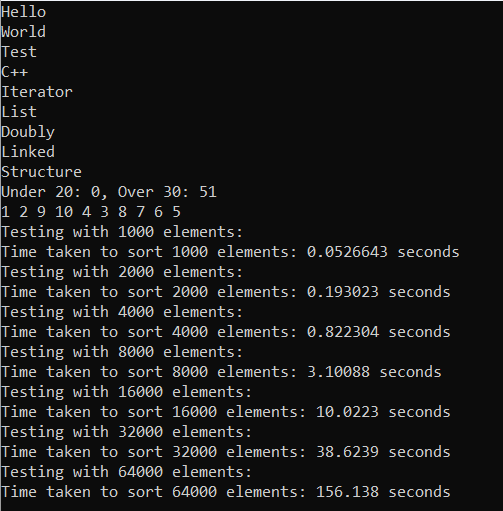 Hello
World
Test
C++
Iterator
List
Doubly
Linked
Structure
Under 20: 0, Over 30: 51
1 2 9 10 4 3 8 7 6 5
Testing with 1000 elements:
Time taken to sort 1000 elements: 0.0526643 seconds
Testing with 2000 elements:
Time taken to sort 2000 elements: 0.193023 seconds
Testing with 4000 elements:
Time taken to sort 4000 elements: 0.822304 seconds
Testing with 8000 elements:
Time taken to sort 8000 elements: 3.10088 seconds
Testing with 16000 elements:
Time taken to sort 16000 elements: 10.0223 seconds
Testing with 32000 elements:
Time taken to sort 32000 elements: 38.6239 seconds
Testing with 64000 elements:
Time taken to sort 64000 elements: 156.138 seconds